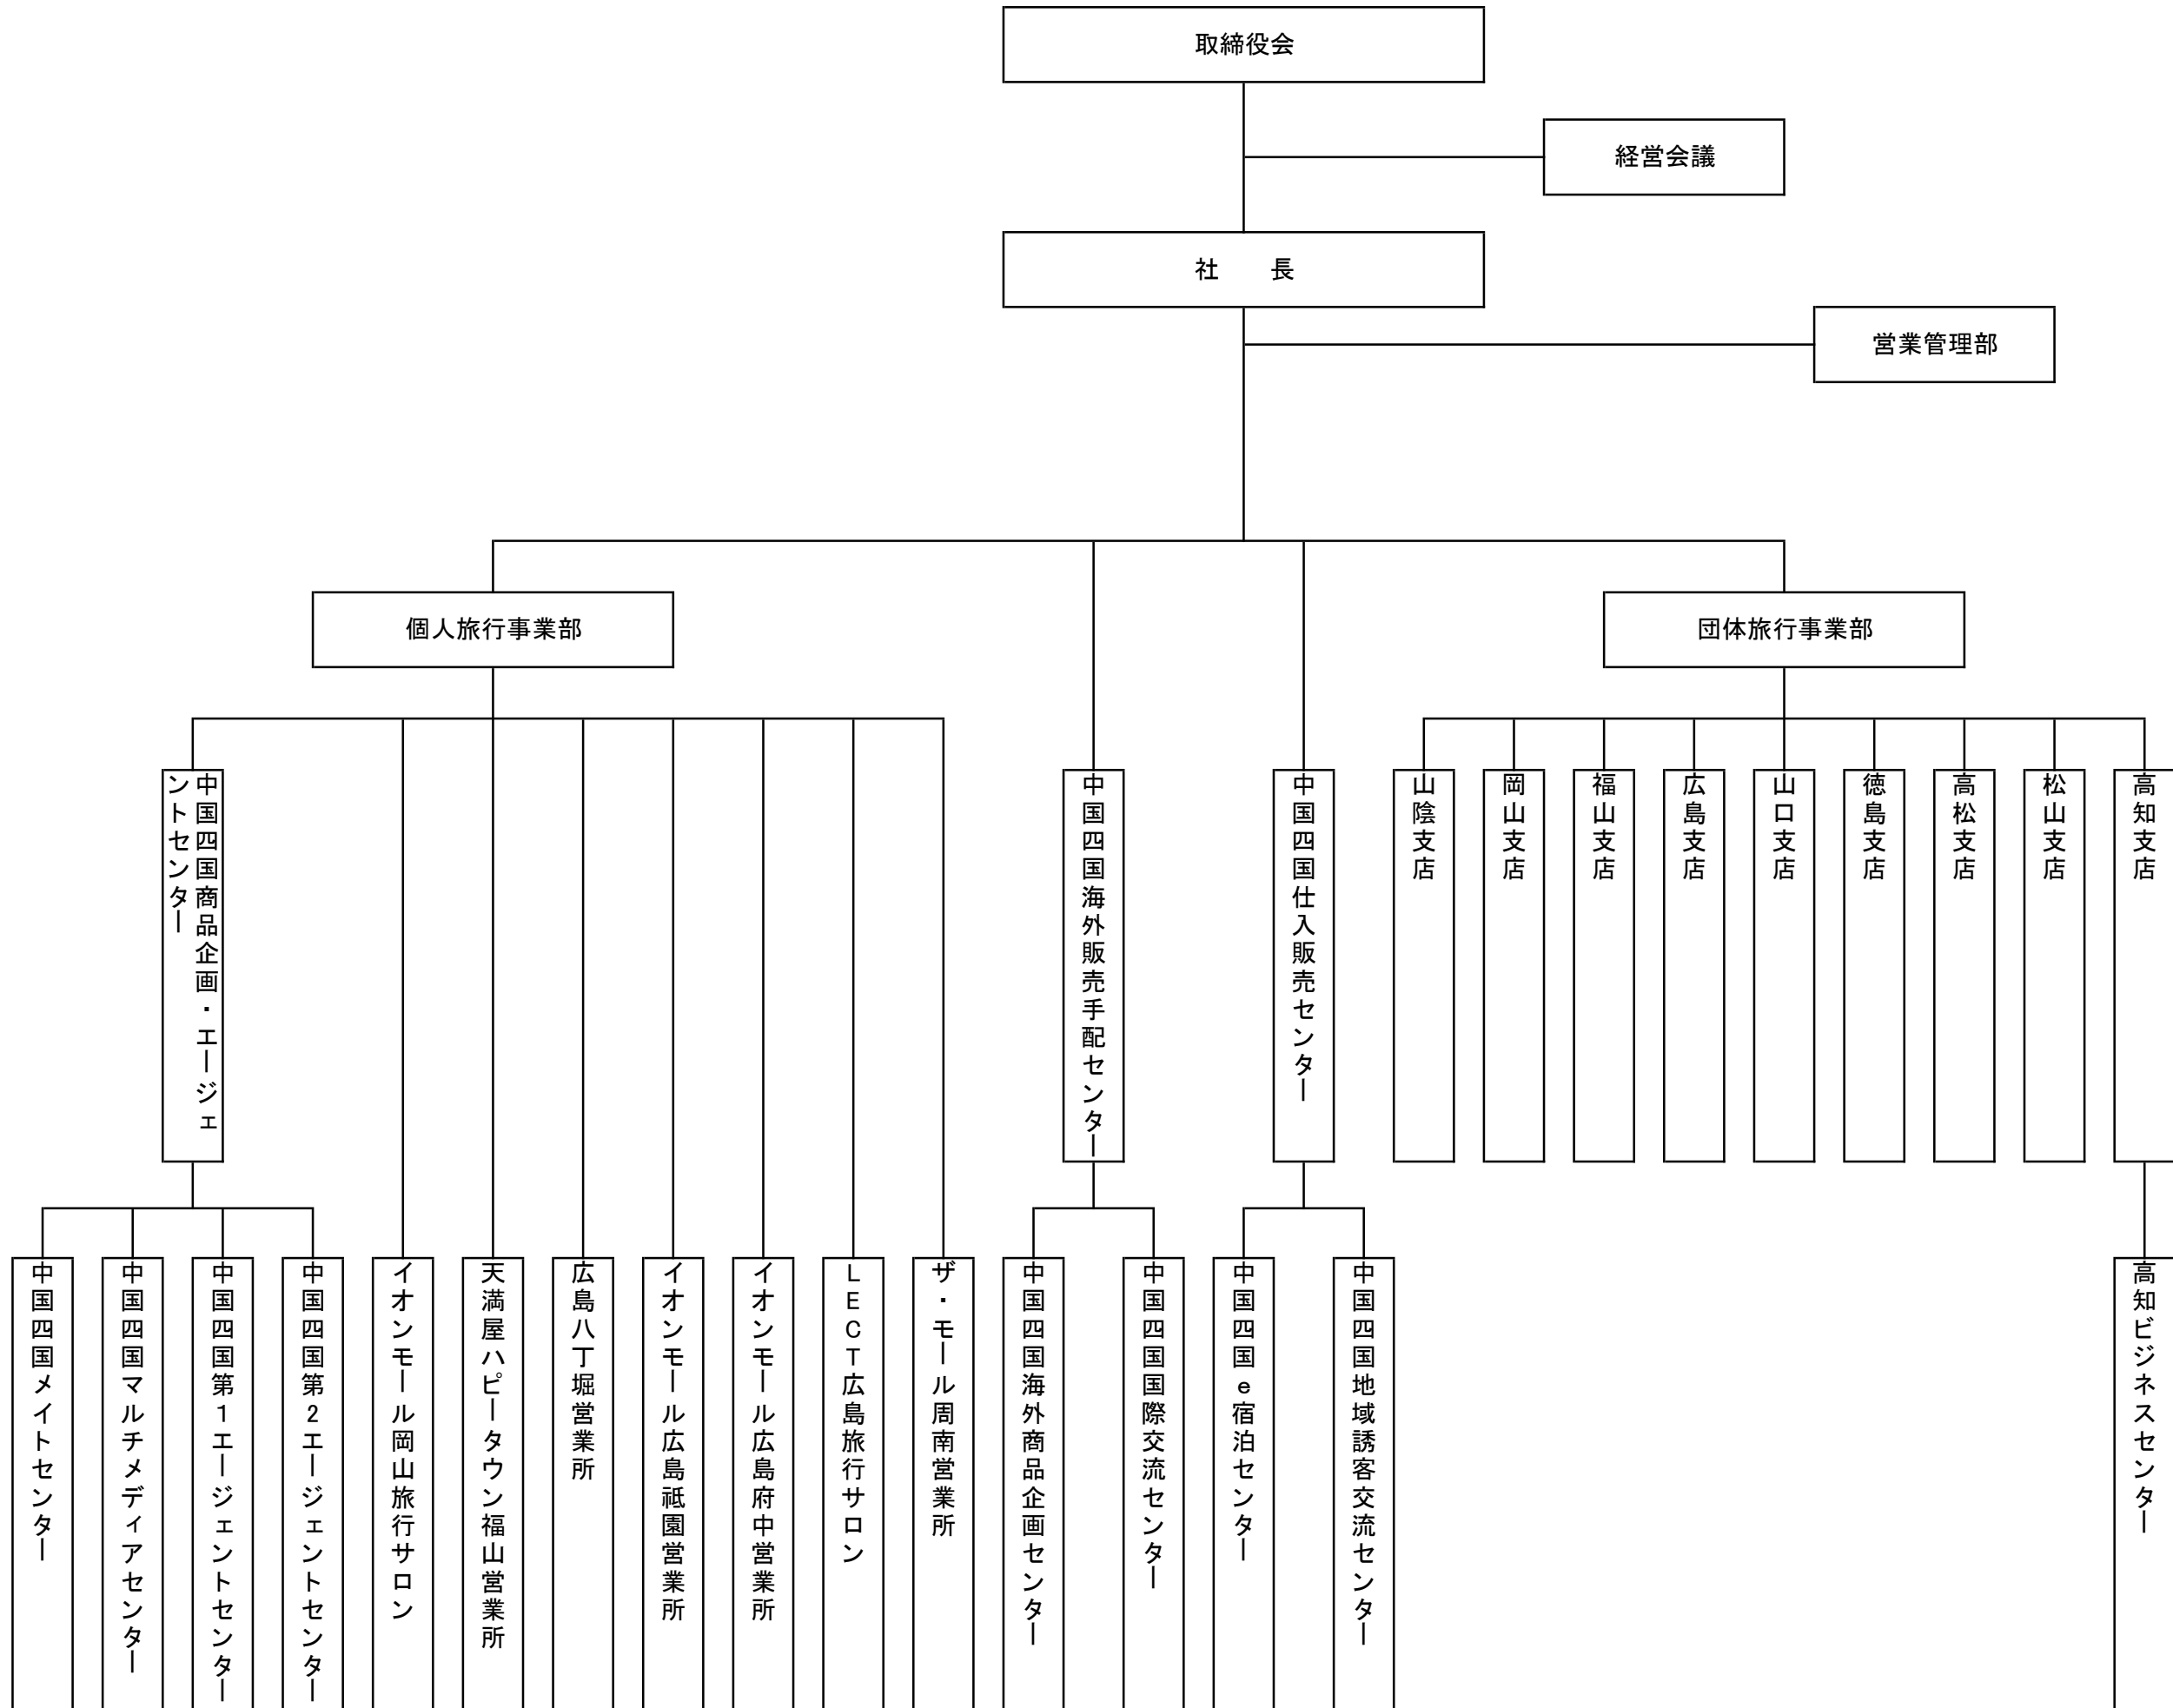 取締役会
経営会議
社　　長
営業管理部
個人旅行事業部
団体旅行事業部
中国四国商品企画・エージェ
ントセンター
中国四国海外販売手配センター
中国四国仕入販売センター
山陰支店
岡山支店
福山支店
広島支店
山口支店
徳島支店
高松支店
松山支店
高知支店
中国四国メイトセンター
中国四国マルチメディアセンター
中国四国第1エージェントセンター
中国四国第2エージェントセンター
イオンモール岡山旅行サロン
天満屋ハピータウン福山営業所
広島八丁堀営業所
イオンモール広島祗園営業所
イオンモール広島府中営業所
LECT広島旅行サロン
ザ・モール周南営業所
中国四国海外商品企画センター
中国四国国際交流センター
中国四国e宿泊センター
中国四国地域誘客交流センター
高知ビジネスセンター